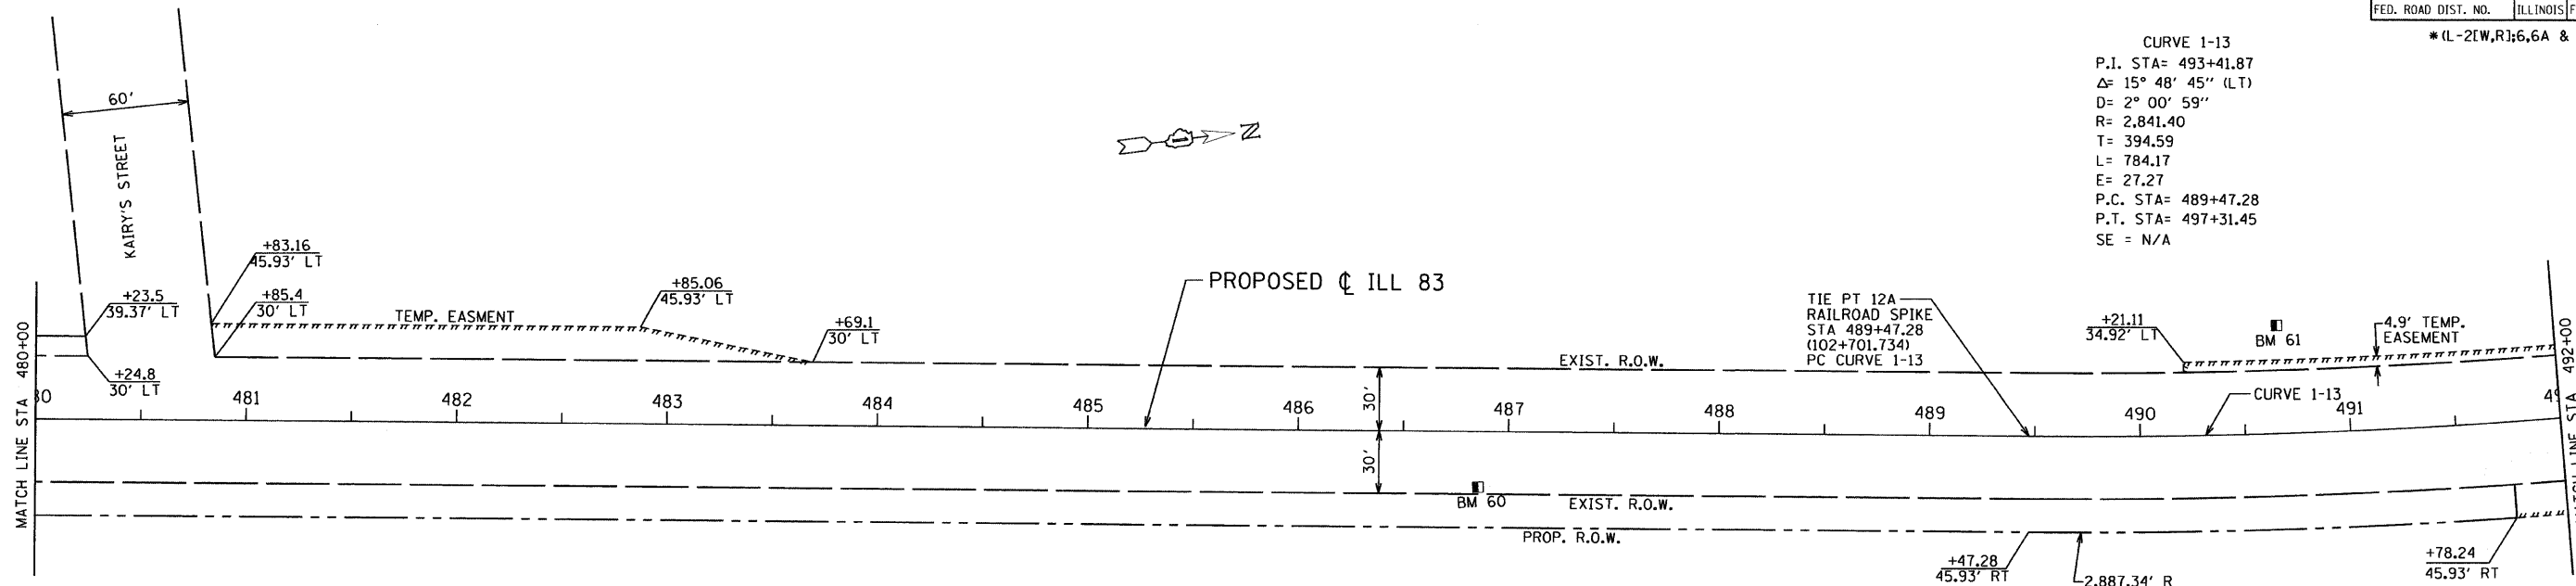 FED. ROAD DIST. NO. ILLINOIS F
*(L-2[W,R];6,6A &
CURVE 1-13
P.I. STA= 493+41.87
Δ= 15° 48' 45'' (LT)
D= 2° 00' 59''
R= 2,841.40
T= 394.59
L= 784.17
E= 27.27
P.C. STA= 489+47.28
P.T. STA= 497+31.45
SE = N/A
60'
KAIRY'S STREET
N
+83.16
45.93' LT
+23.5
39.37' LT
+85.4
30' LT
TEMP. EASMENT
+85.06
45.93' LT
+69.1
30' LT
PROPOSED ℄ ILL 83
TIE PT 12A
RAILROAD SPIKE
STA 489+47.28
(102+701.734)
PC CURVE 1-13
+21.11
34.92' LT
BM 61
4.9' TEMP.
EASEMENT
EXIST. R.O.W.
+24.8
30' LT
MATCH LINE STA 480+00
481
482
483
484
485
486
487
488
489
490
491
CURVE 1-13
30'
30'
MATCH LINE STA 492+00
BM 60
EXIST. R.O.W.
PROP. R.O.W.
+47.28
45.93' RT
2,887.34' R
+78.24
45.93' RT